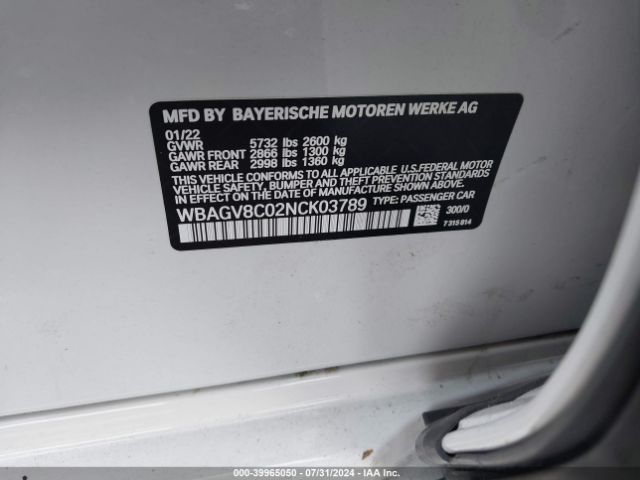 MFD BY BAYERISCHE MOTOREN WERKE AG
01/22
GVWR 5732 lbs 2600 kg
GAWR FRONT 2866 lbs 1300 kg
GAWR REAR 2998 lbs 1360 kg
THIS VEHICLE CONFORMS TO ALL APPLICABLE U.S.FEDERAL MOTOR
VEHICLE SAFETY, BUMPER AND THEFT PREVENTION STANDARDS IN
EFFECT ON THE DATE OF MANUFACTURE SHOWN ABOVE.
WBAGV8C02NCK03789 TYPE: PASSENGER CAR
300/0
7 315 814
000-39965050 - 07/31/2024 - IAA Inc.